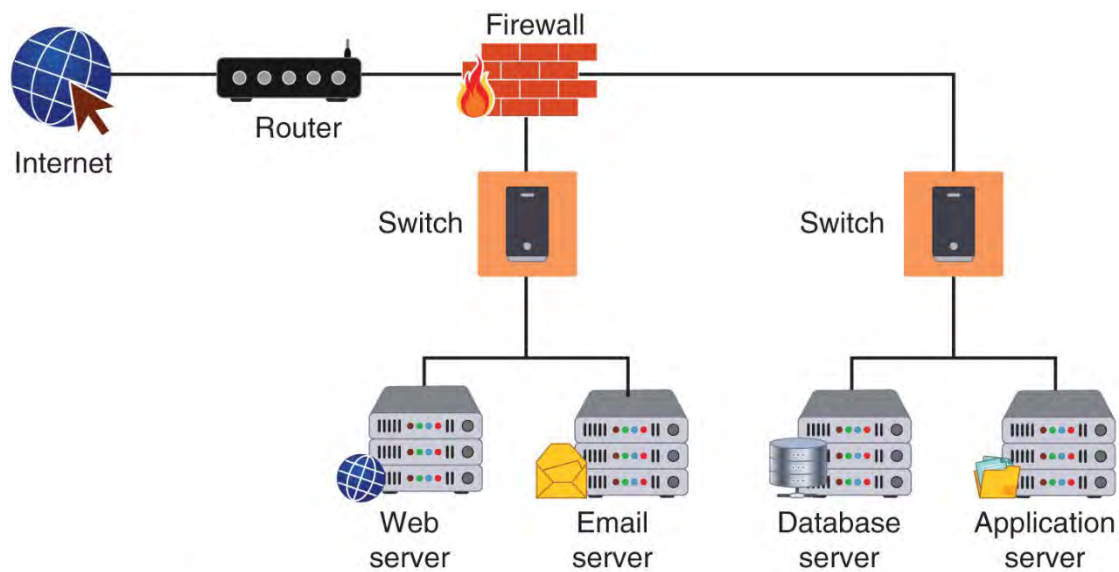 Firewall
Router
Internet
Switch
Switch
Web
server
Email
server
Database
server
Application
server